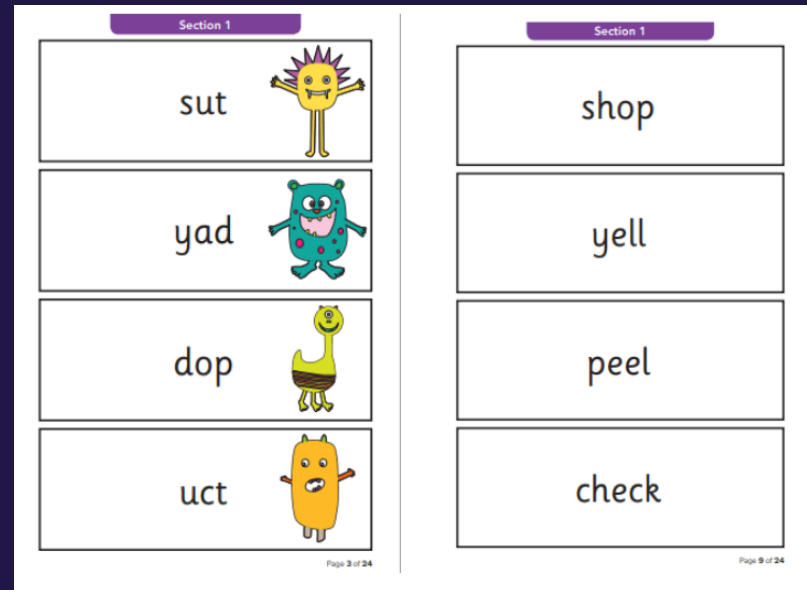 Section 1
sut
yad
dop
uct
Page 3 of 24
Section 1
shop
yell
peel
check
Page 9 of 24